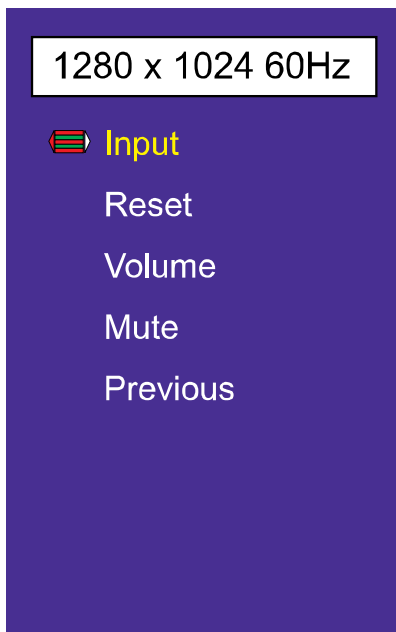 1280 x 1024 60Hz
Input
Reset
Volume
Mute
Previous